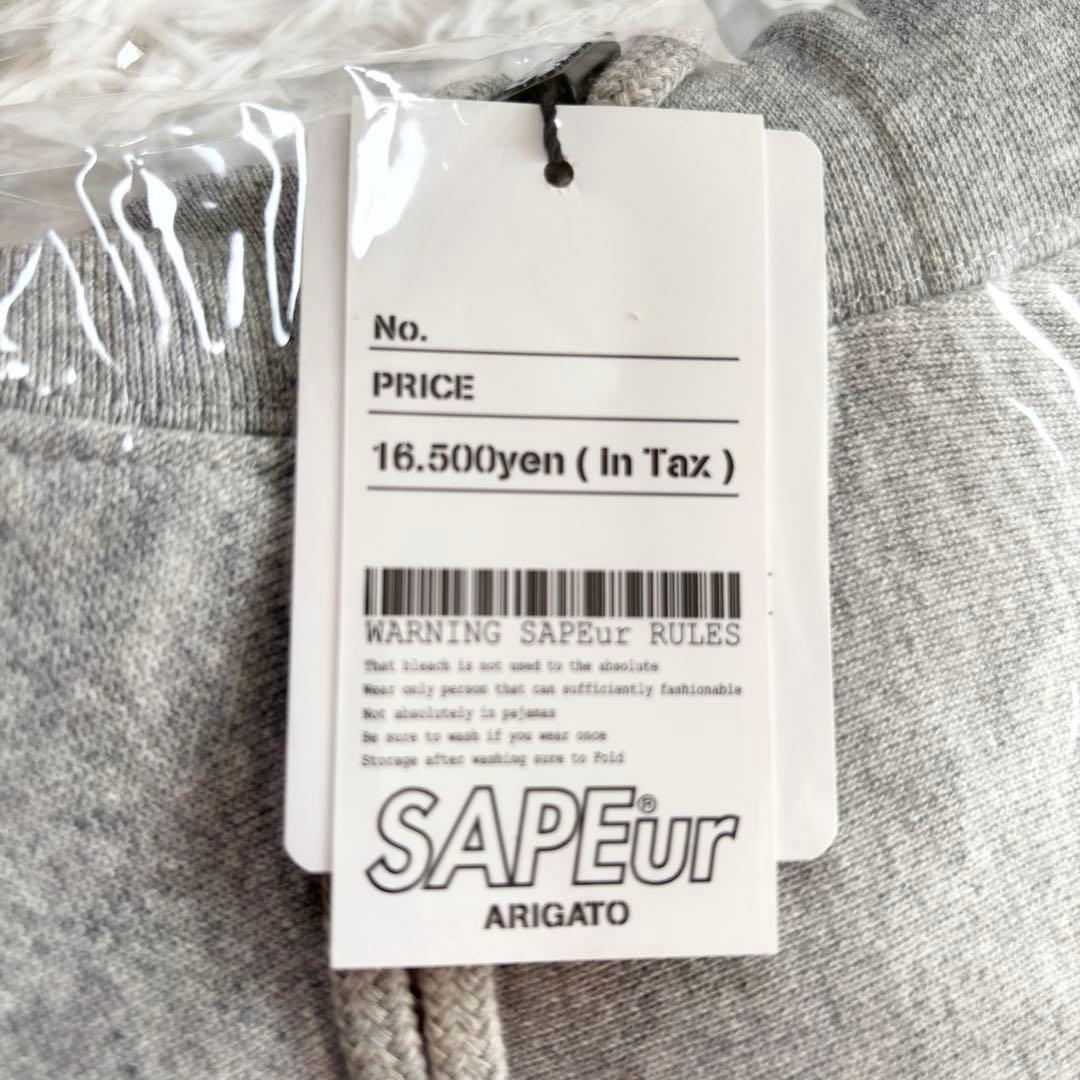 No.
PRICE
16.500yen ( In Tax )
WARNING SAPEur RULES
That bleach is not used to the absolute
Wear only person that can sufficiently fashionable
Not absolutely in pajamas
Be sure to wash if you wear once
Storage after washing sure to Fold
SAPEur®
ARIGATO